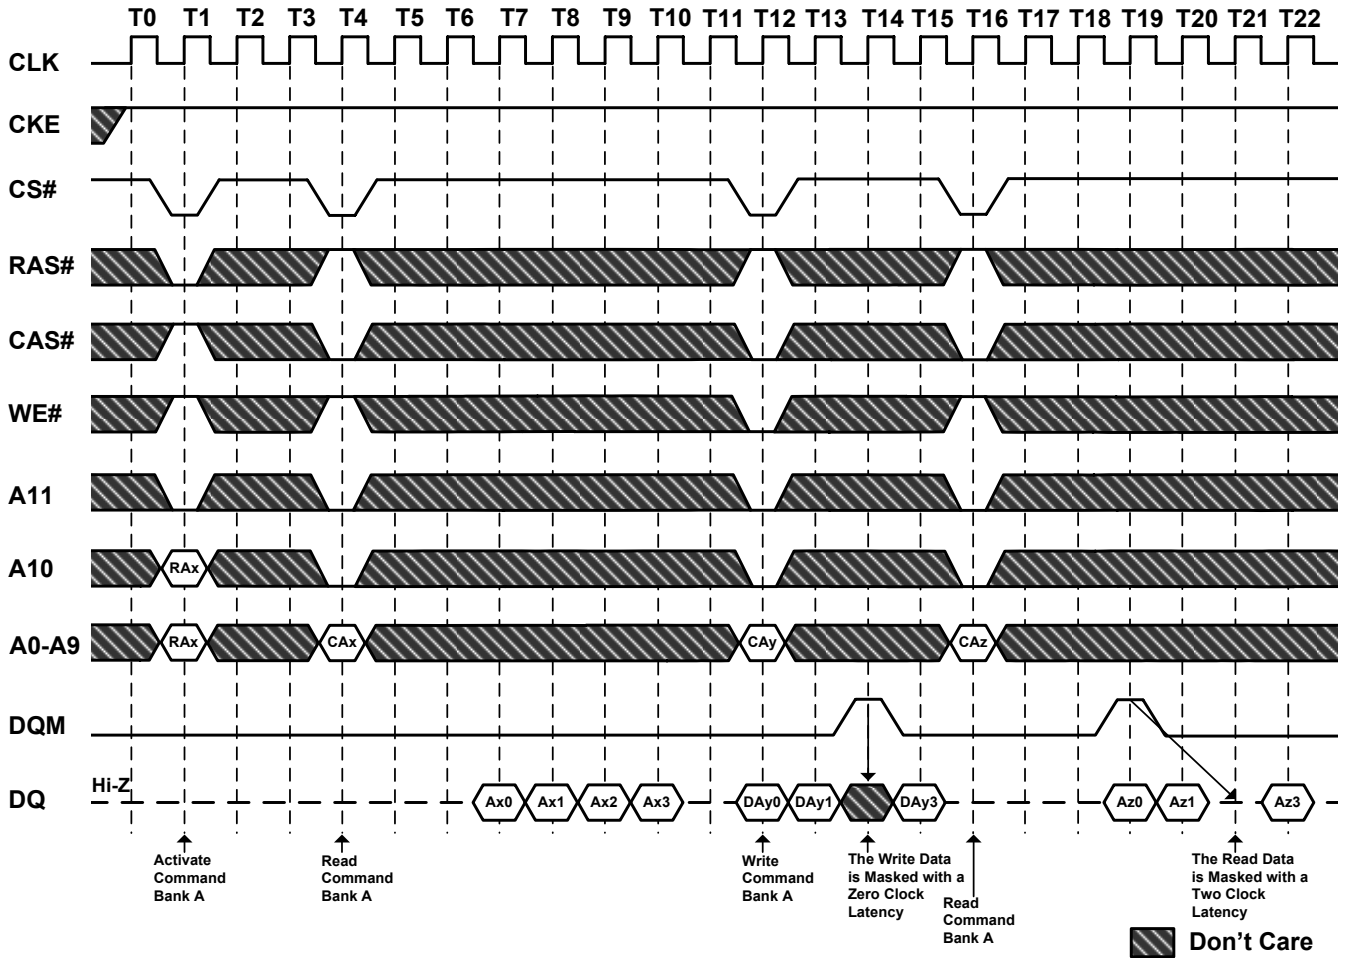 T0 T1 T2 T3 T4 T5 T6 T7 T8 T9 T10 T11 T12 T13 T14 T15 T16 T17 T18 T19 T20 T21 T22
CLK
CKE
CS#
RAS#
CAS#
WE#
A11
A10 RAx
A0-A9 RAx CAx CAy CAz
DQM
Hi-Z
DQ Ax0 Ax1 Ax2 Ax3 DAy0 DAy1 DAy3 Az0 Az1 Az3
Activate
Command
Bank A
Read
Command
Bank A
Write
Command
Bank A
The Write Data
is Masked with a
Zero Clock
Latency
Read
Command
Bank A
The Read Data
is Masked with a
Two Clock
Latency
Don't Care